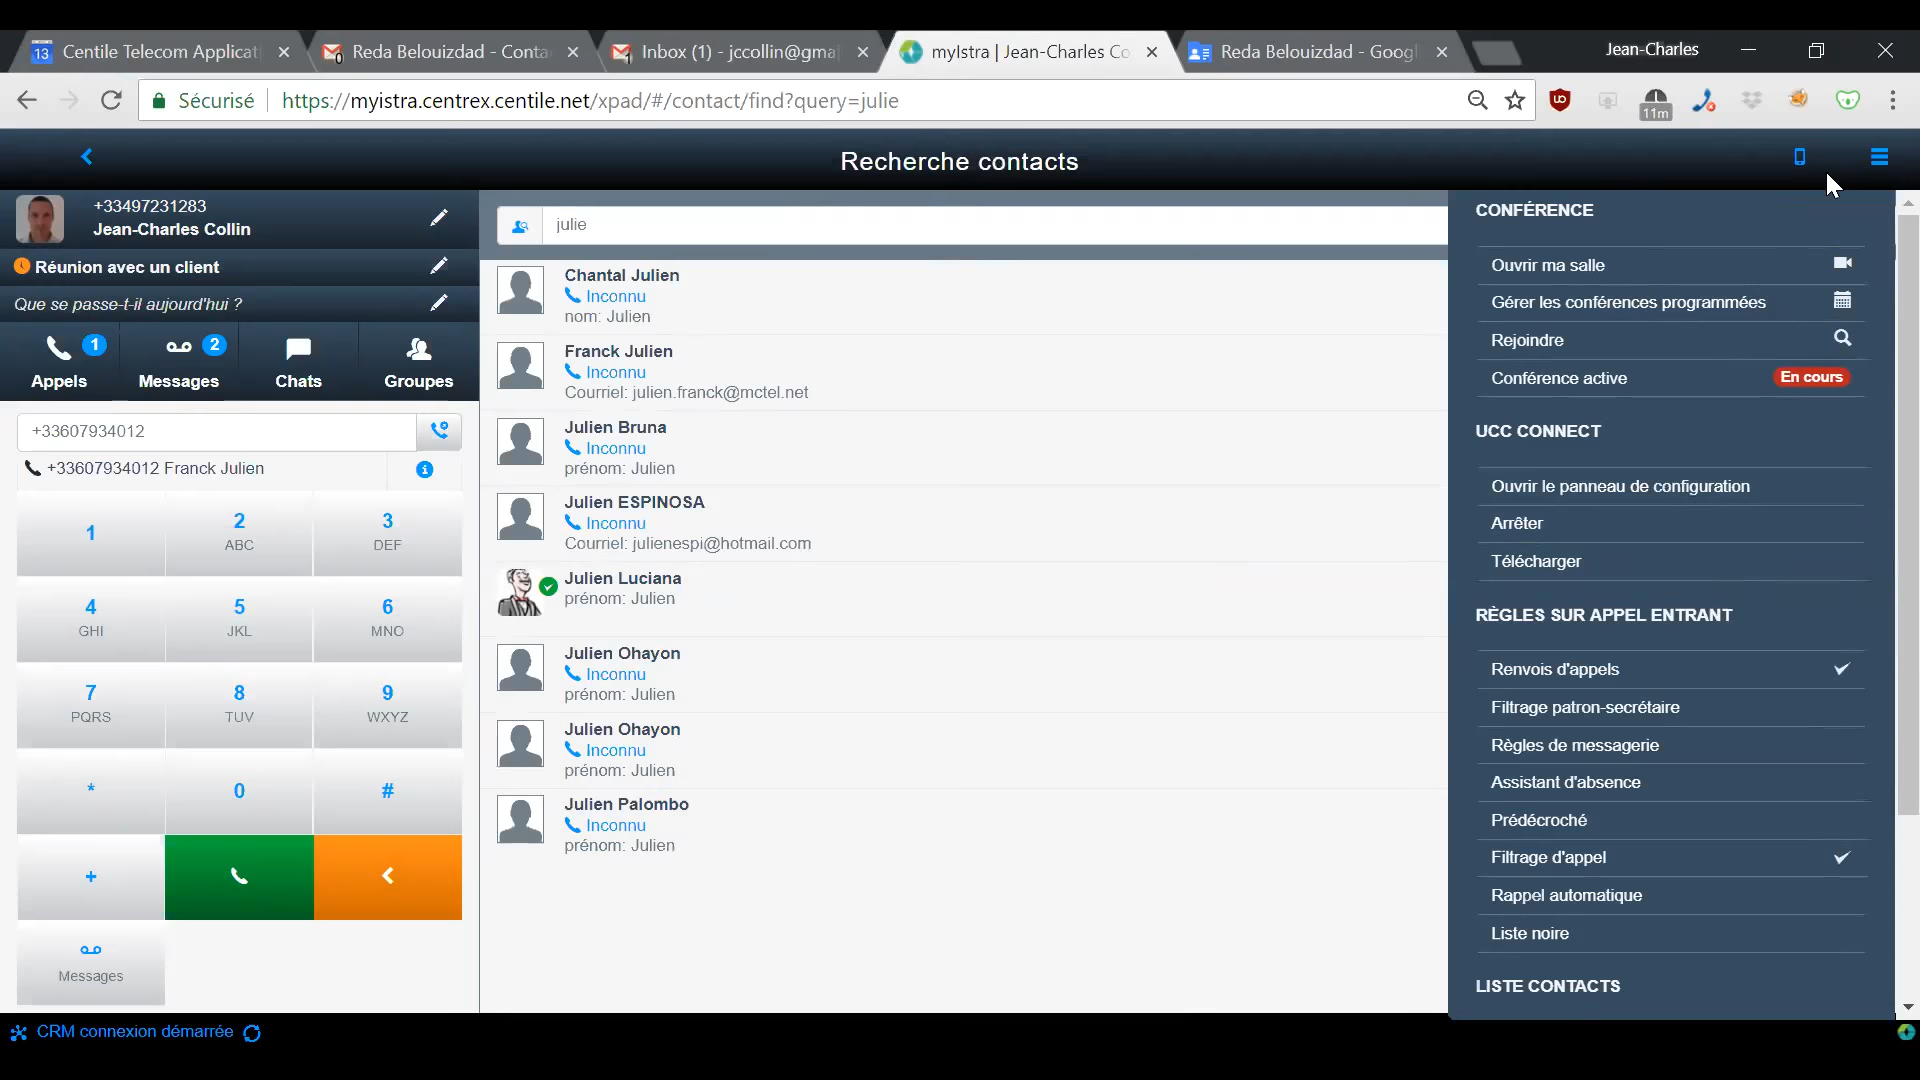 Centile Telecom Applicati
Reda Belouizdad - Conta
Inbox (1) - jccollin@gmai
myIstra | Jean-Charles Co
Reda Belouizdad - Googl
Jean-Charles
Sécurisé
https://myistra.centrex.centile.net/xpad/#/contact/find?query=julie
11m
Recherche contacts
+33497231283
Jean-Charles Collin
Réunion avec un client
Que se passe-t-il aujourd'hui ?
1
2
Appels
Messages
Chats
Groupes
+33607934012
+33607934012 Franck Julien
1
2
ABC
3
DEF
4
GHI
5
JKL
6
MNO
7
PQRS
8
TUV
9
WXYZ
*
0
#
+
Messages
julie
Chantal Julien
Inconnu
nom: Julien
Franck Julien
Inconnu
Courriel: julien.franck@mctel.net
Julien Bruna
Inconnu
prénom: Julien
Julien ESPINOSA
Inconnu
Courriel: julienespi@hotmail.com
Julien Luciana
prénom: Julien
Julien Ohayon
Inconnu
prénom: Julien
Julien Ohayon
Inconnu
prénom: Julien
Julien Palombo
Inconnu
prénom: Julien
CONFÉRENCE
Ouvrir ma salle
Gérer les conférences programmées
Rejoindre
Conférence active
En cours
UCC CONNECT
Ouvrir le panneau de configuration
Arrêter
Télécharger
RÈGLES SUR APPEL ENTRANT
Renvois d'appels
Filtrage patron-secrétaire
Règles de messagerie
Assistant d'absence
Prédécroché
Filtrage d'appel
Rappel automatique
Liste noire
LISTE CONTACTS
CRM connexion démarrée